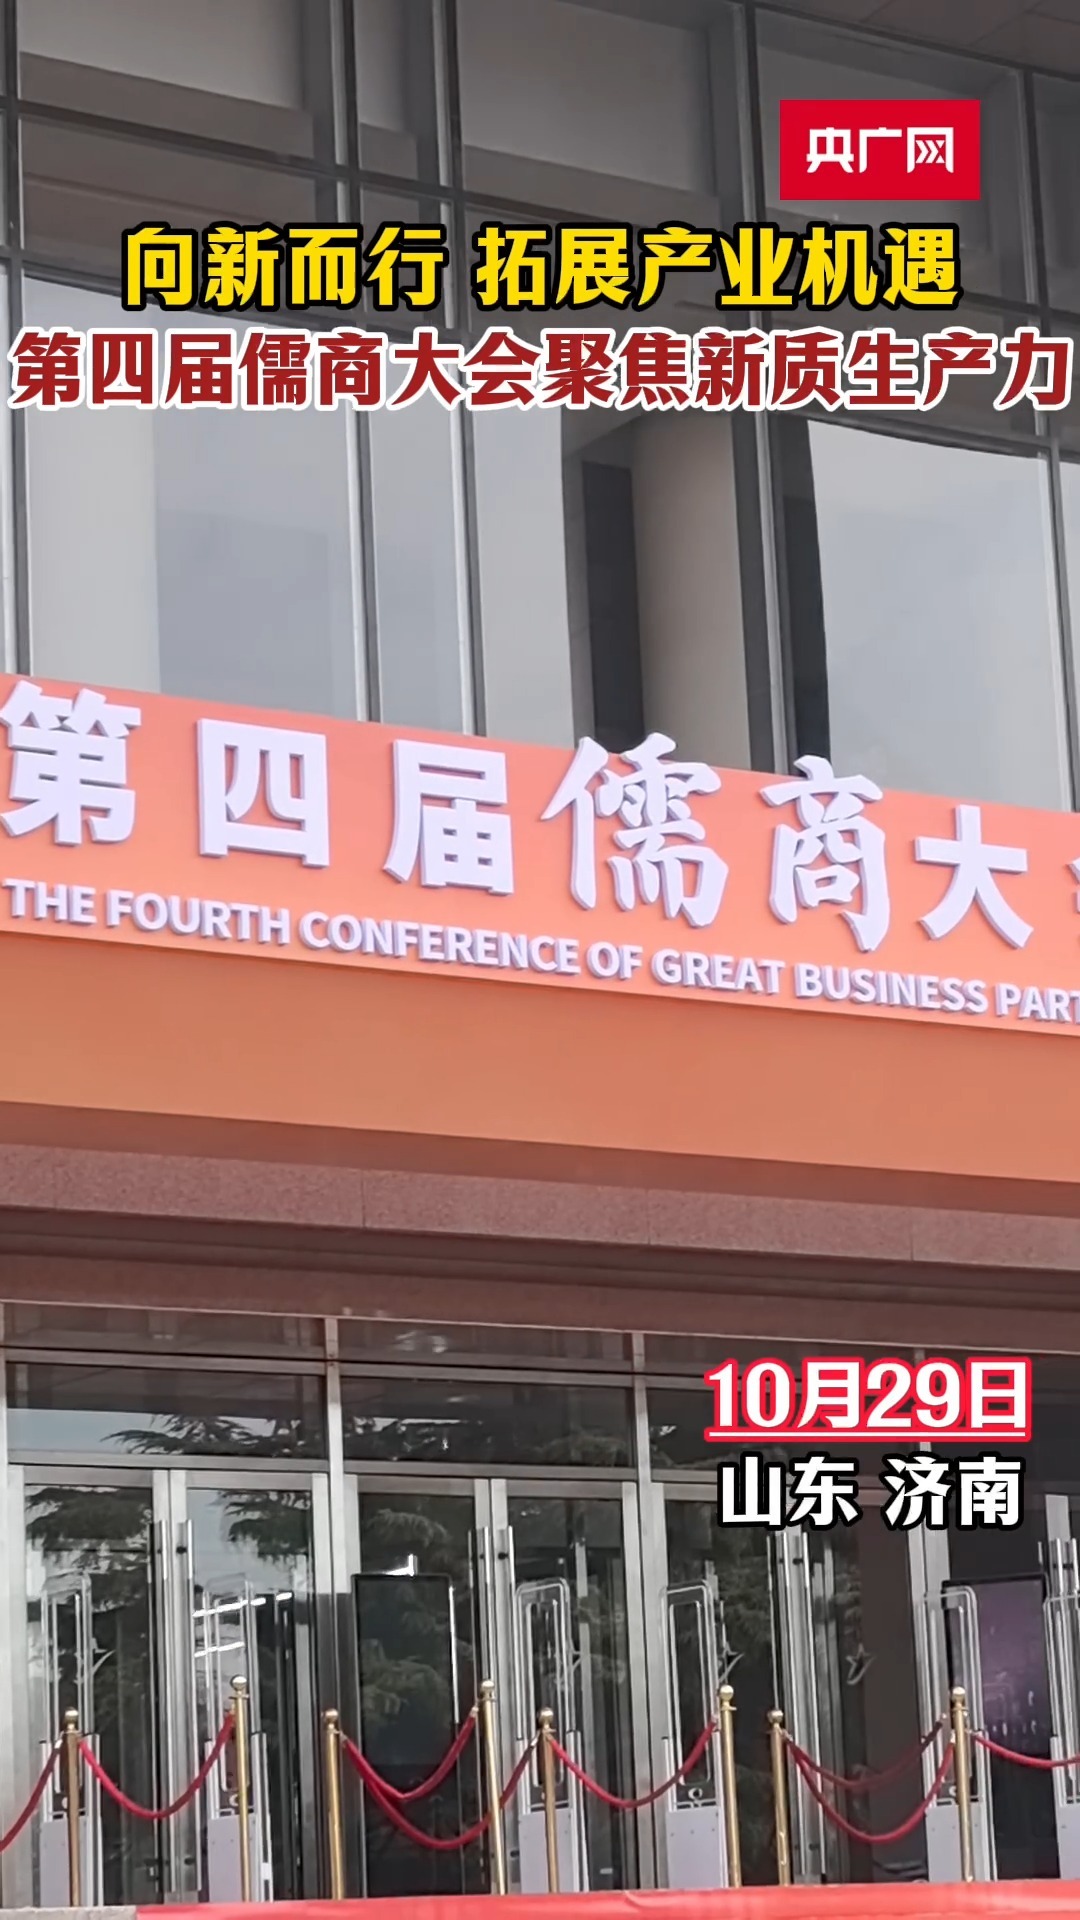 央广网
向新而行 拓展产业机遇
第四届儒商大会聚焦新质生产力
第四届儒商大
THE FOURTH CONFERENCE OF GREAT BUSINESS PART
10月29日
山东 济南